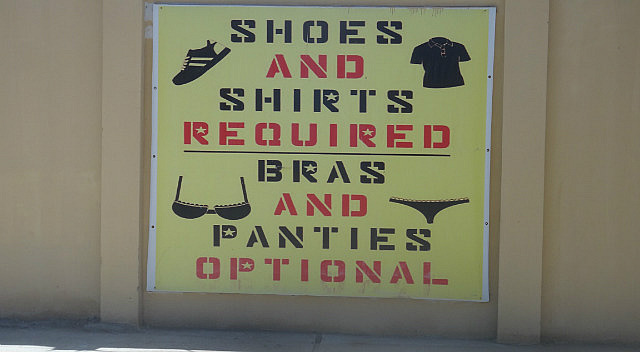 SHOES
AND
SHIRTS
REQUIRED
BRAS
AND
PANTIES
OPTIONAL